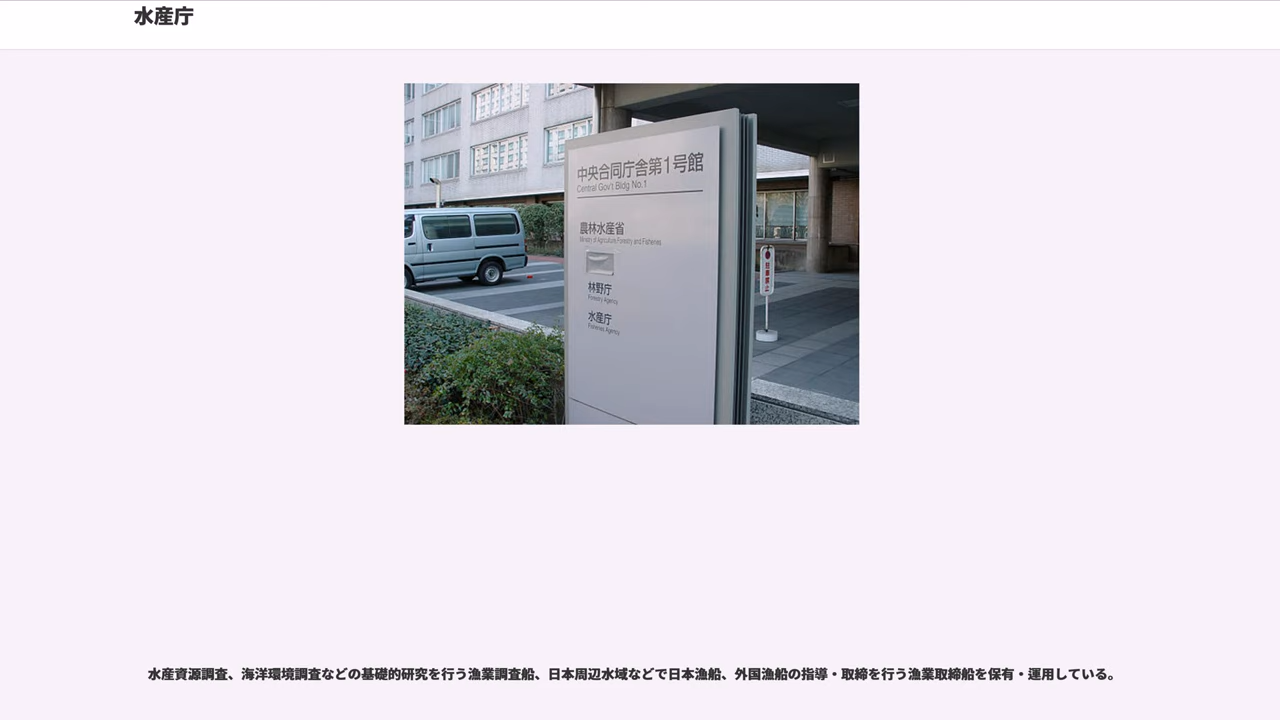 水産庁
中央合同庁舎第1号館
Central Gov't Bldg No.1
農林水産省
Ministry of Agriculture,Forestry and Fisheries
林野庁
Forestry Agency
水産庁
Fisheries Agency
駐車禁止
水産資源調査、海洋環境調査などの基礎的研究を行う漁業調査船、日本周辺水域などで日本漁船、外国漁船の指導・取締を行う漁業取締船を保有・運用している。